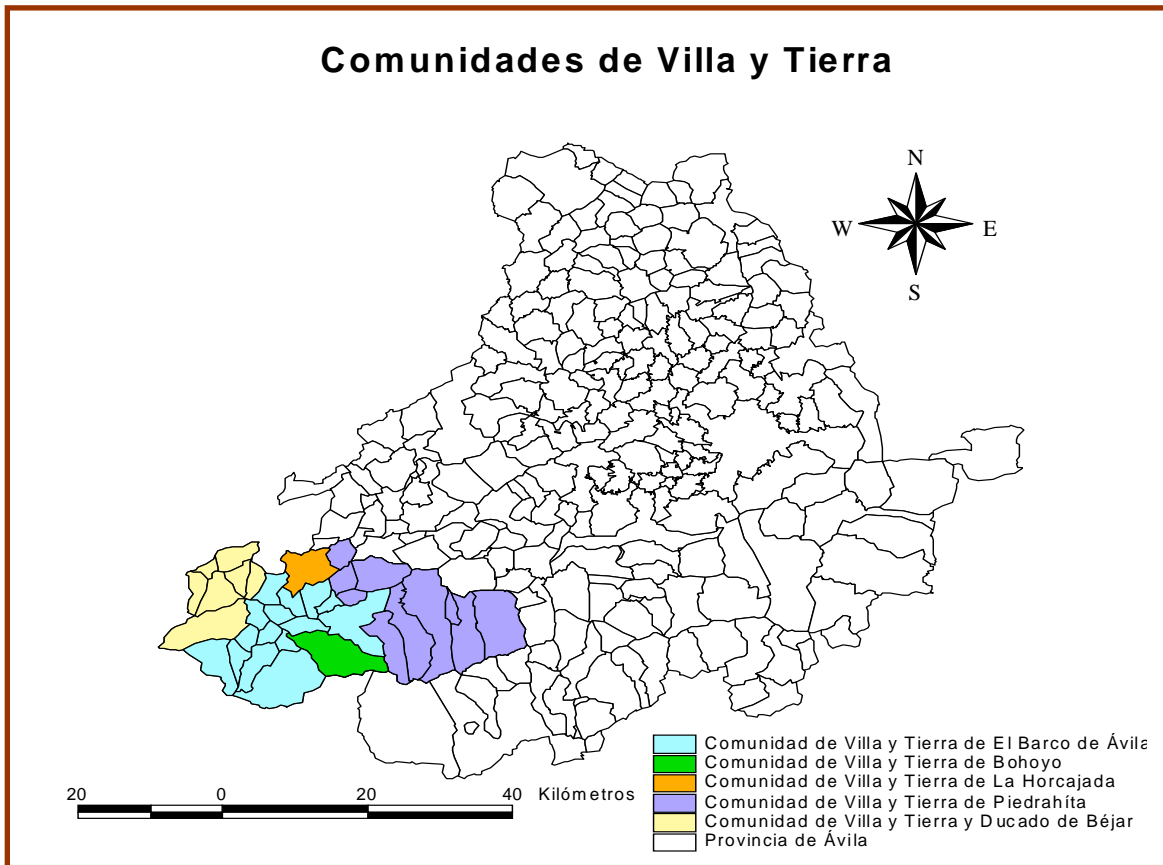 Comunidades de Villa y Tierra
N
W E
S
Comunidad de Villa y Tierra de El Barco de Ávila
Comunidad de Villa y Tierra de Bohoyo
Comunidad de Villa y Tierra de La Horcajada
Comunidad de Villa y Tierra de Piedrahíta
Comunidad de Villa y Tierra y Ducado de Béjar
Provincia de Ávila
20 0 20 40 Kilómetros